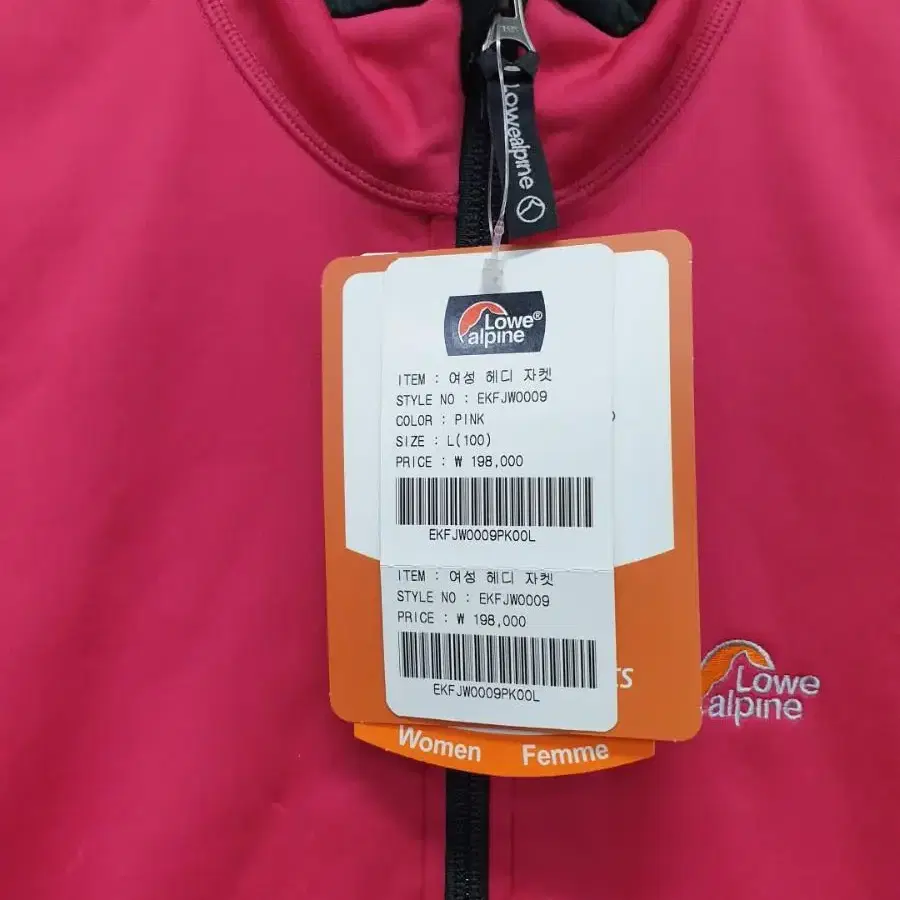 Lowealpine
Lowe®
alpine
ITEM : 여성 헤디 자켓
STYLE NO : EKFJW0009
COLOR : PINK
SIZE : L(100)
PRICE : ₩ 198,000
EKFJW0009PK00L
ITEM : 여성 헤디 자켓
STYLE NO : EKFJW0009
PRICE : ₩ 198,000
EKFJW0009PK00L
Lowe
alpine
Women Femme